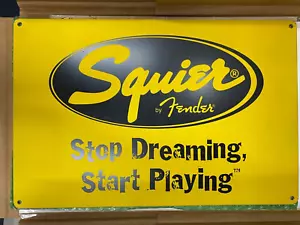 Squier®
by Fender
Stop Dreaming,
Start Playing™